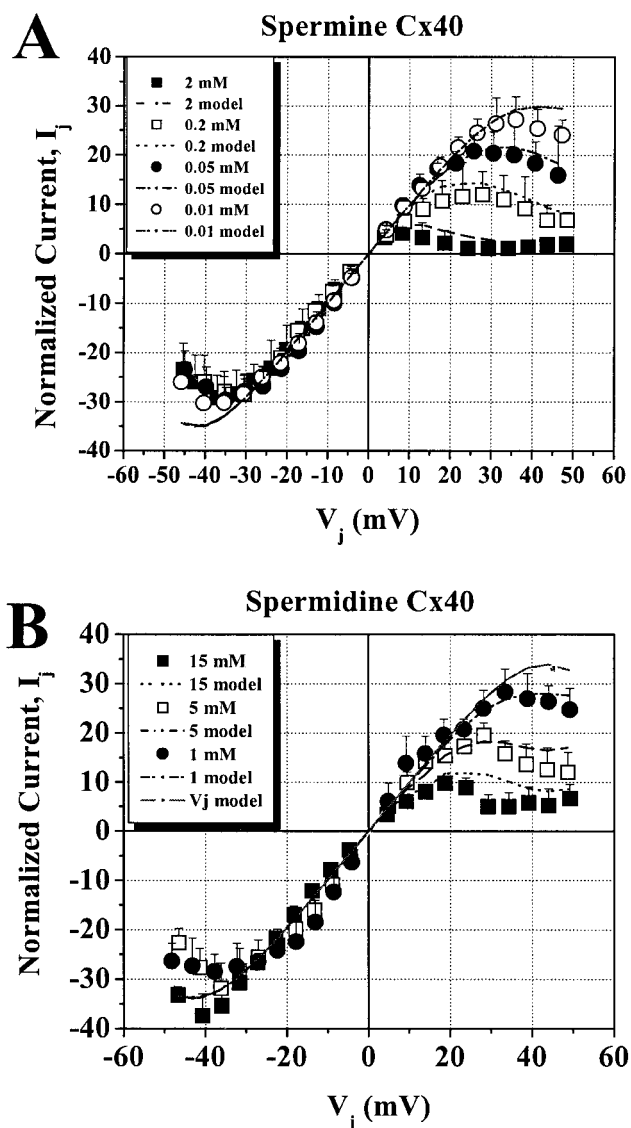 A
Spermine Cx40
Normalized Current, I_j
40
30
20
10
0
-10
-20
-30
-40
2 mM
2 model
0.2 mM
0.2 model
0.05 mM
0.05 model
0.01 mM
0.01 model
-60 -50 -40 -30 -20 -10 0 10 20 30 40 50 60
V_j (mV)
B
Spermidine Cx40
Normalized Current, I_j
40
30
20
10
0
-10
-20
-30
-40
15 mM
15 model
5 mM
5 model
1 mM
1 model
Vj model
-60 -40 -20 0 20 40 60
V_j (mV)